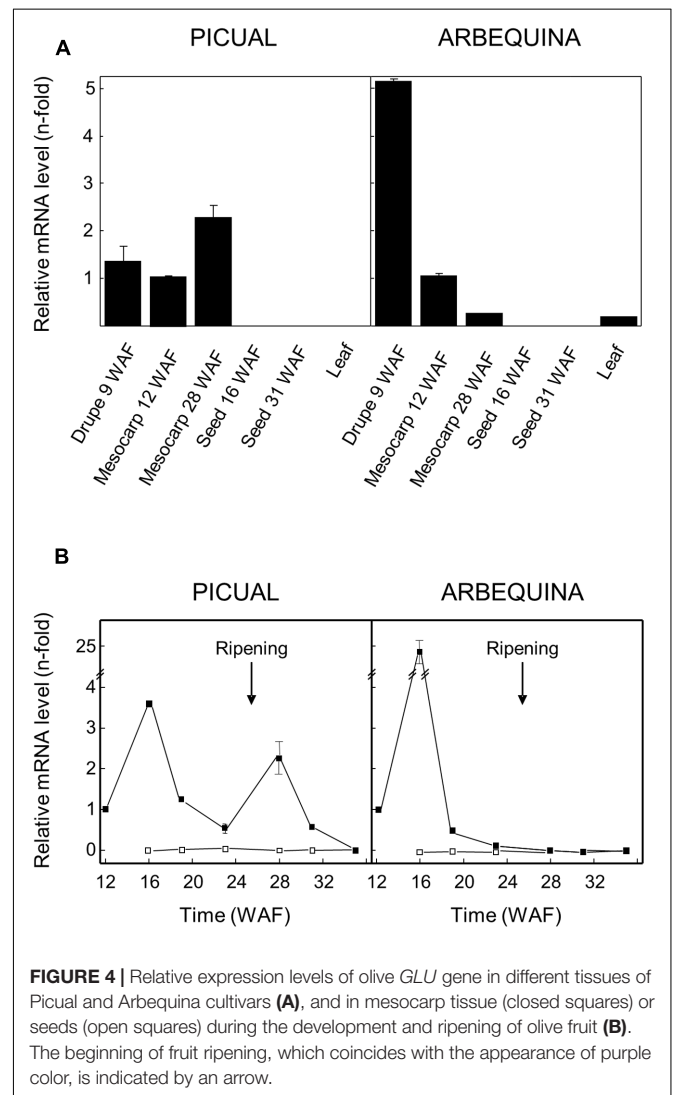 A
PICUAL
ARBEQUINA
Relative mRNA level (n-fold)
5
4
3
2
1
Drupe 9 WAF
Mesocarp 12 WAF
Mesocarp 28 WAF
Seed 16 WAF
Seed 31 WAF
Leaf
Drupe 9 WAF
Mesocarp 12 WAF
Mesocarp 28 WAF
Seed 16 WAF
Seed 31 WAF
Leaf
B
PICUAL
ARBEQUINA
Relative mRNA level (n-fold)
25
4
3
2
1
0
Ripening
Ripening
12 16 20 24 28 32
12 16 20 24 28 32
Time (WAF)
Time (WAF)
FIGURE 4 | Relative expression levels of olive GLU gene in different tissues of
Picual and Arbequina cultivars (A), and in mesocarp tissue (closed squares) or
seeds (open squares) during the development and ripening of olive fruit (B).
The beginning of fruit ripening, which coincides with the appearance of purple
color, is indicated by an arrow.